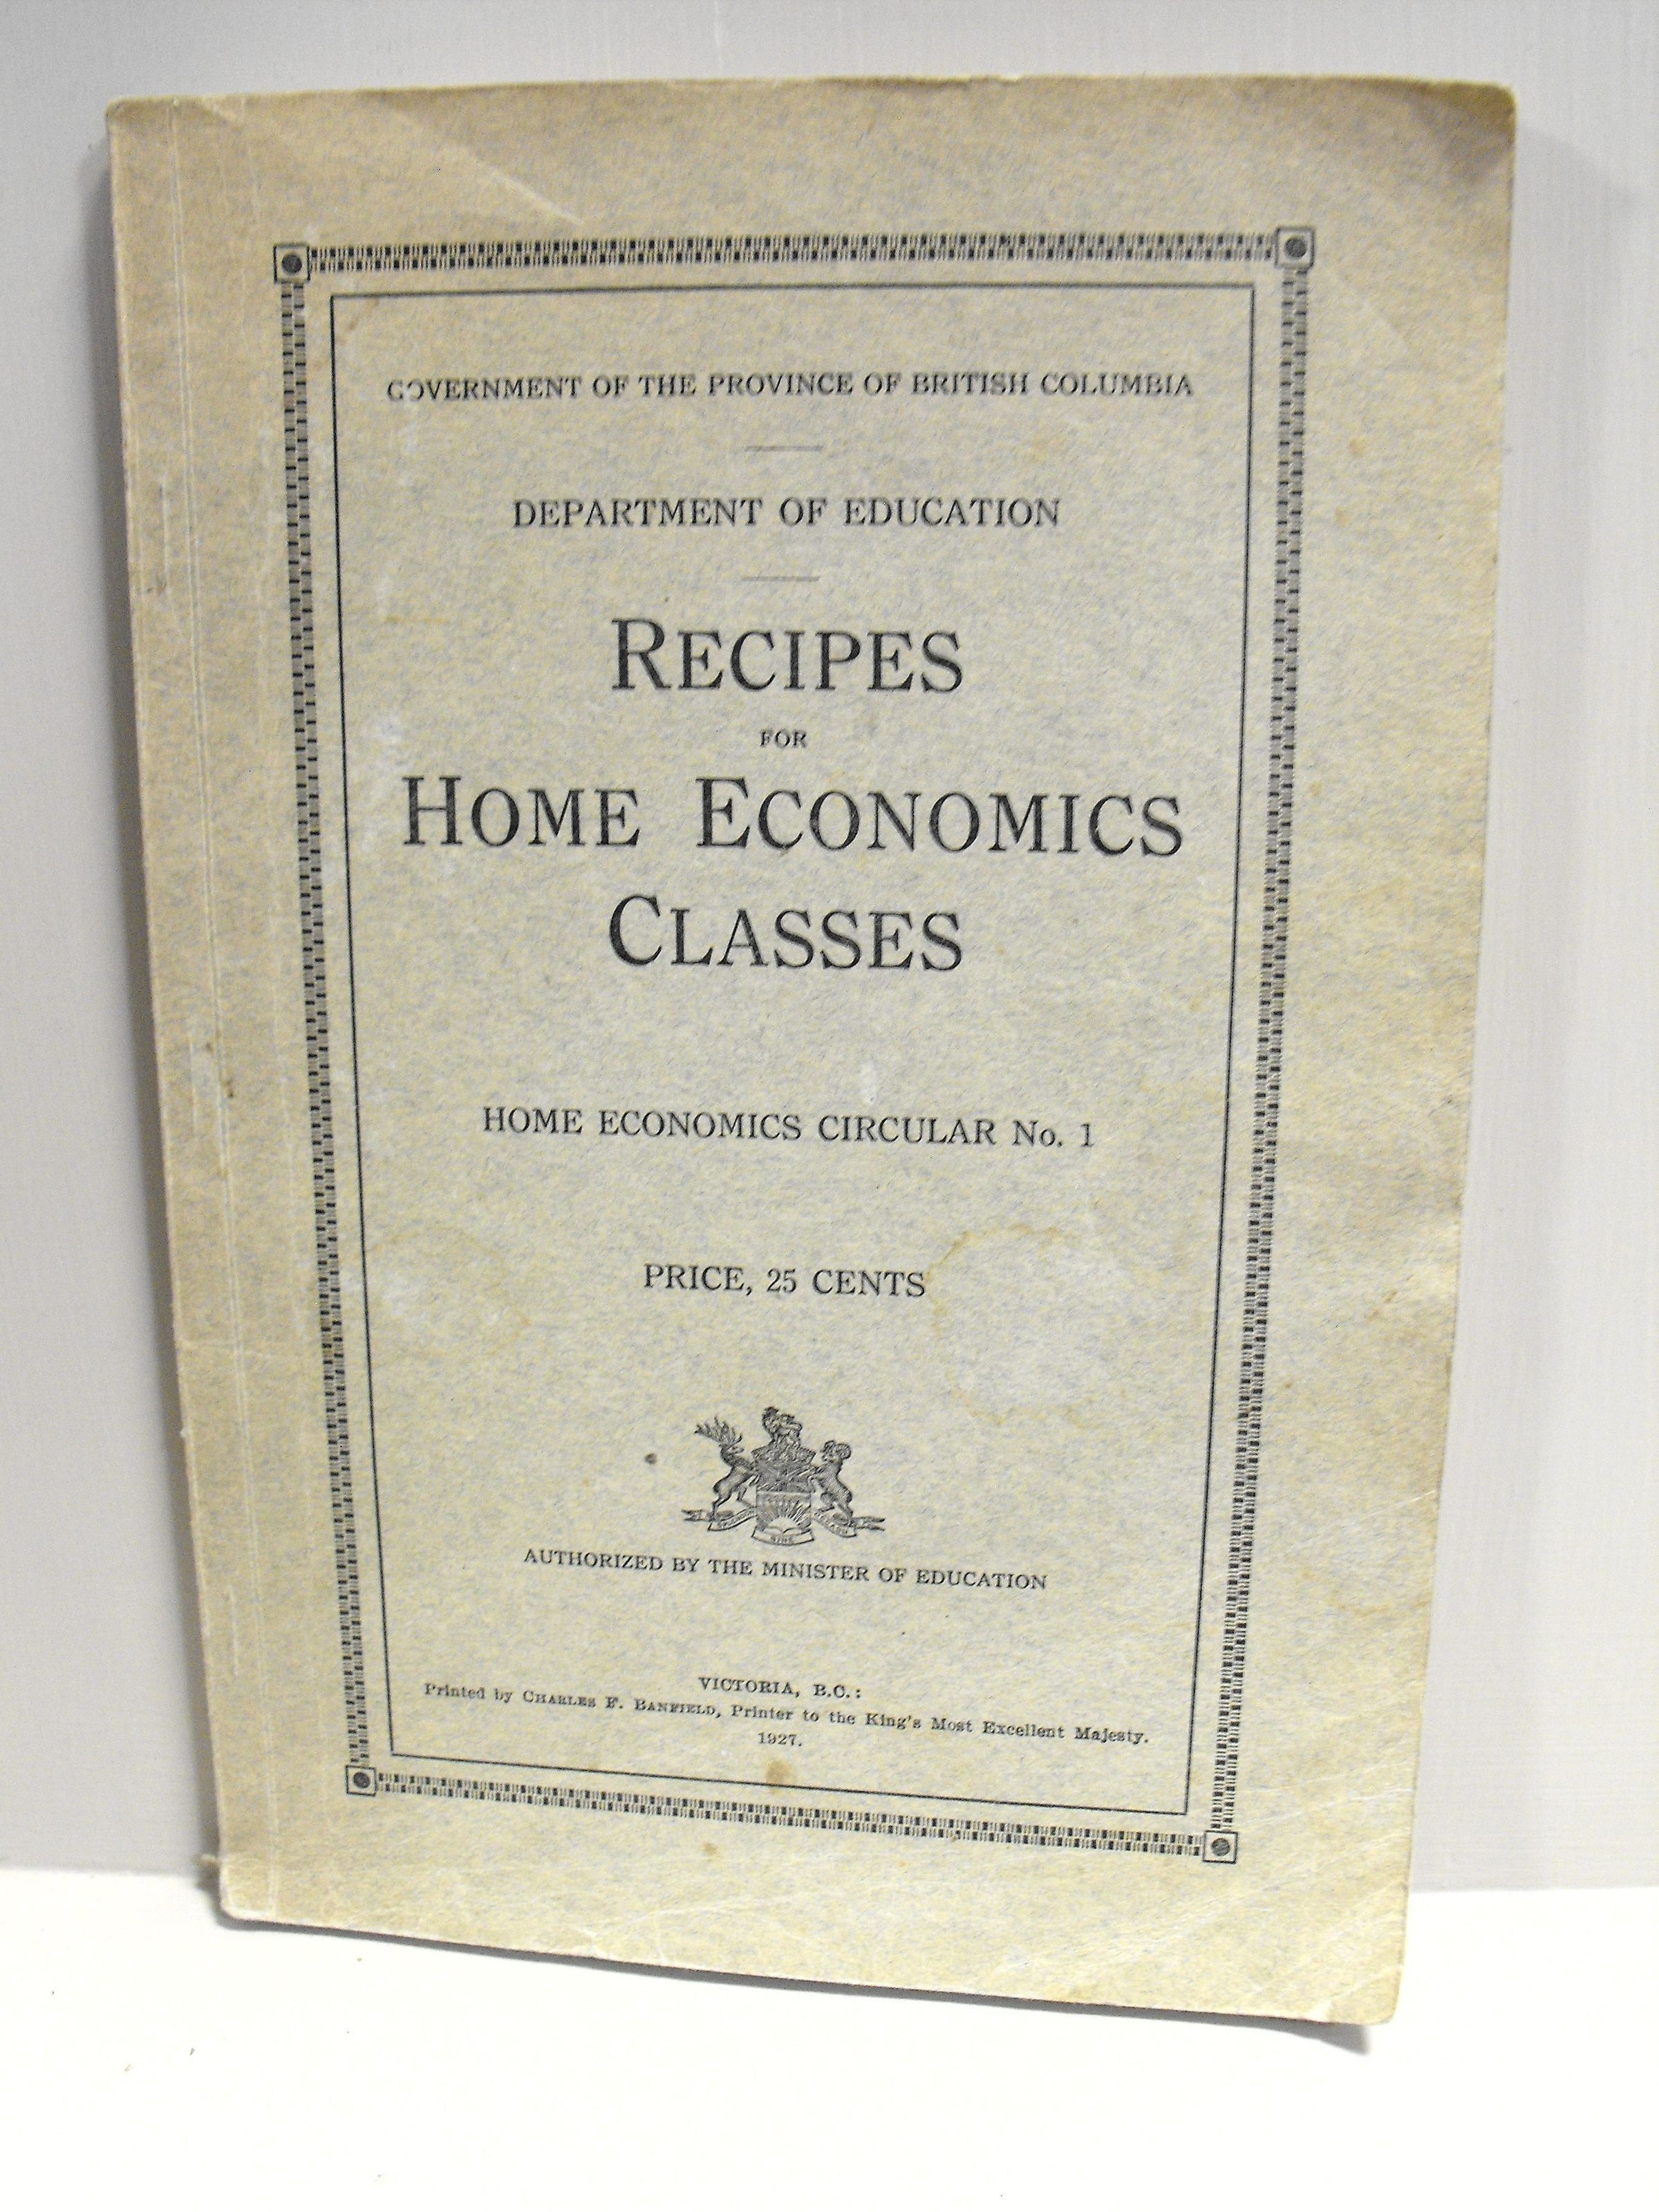 GOVERNMENT OF THE PROVINCE OF BRITISH COLUMBIA
DEPARTMENT OF EDUCATION
RECIPES
FOR
HOME ECONOMICS
CLASSES
HOME ECONOMICS CIRCULAR No. 1
PRICE, 25 CENTS
AUTHORIZED BY THE MINISTER OF EDUCATION
VICTORIA, B.C.:
Printed by CHARLES F. BANFIELD, Printer to the King's Most Excellent Majesty.
1927.